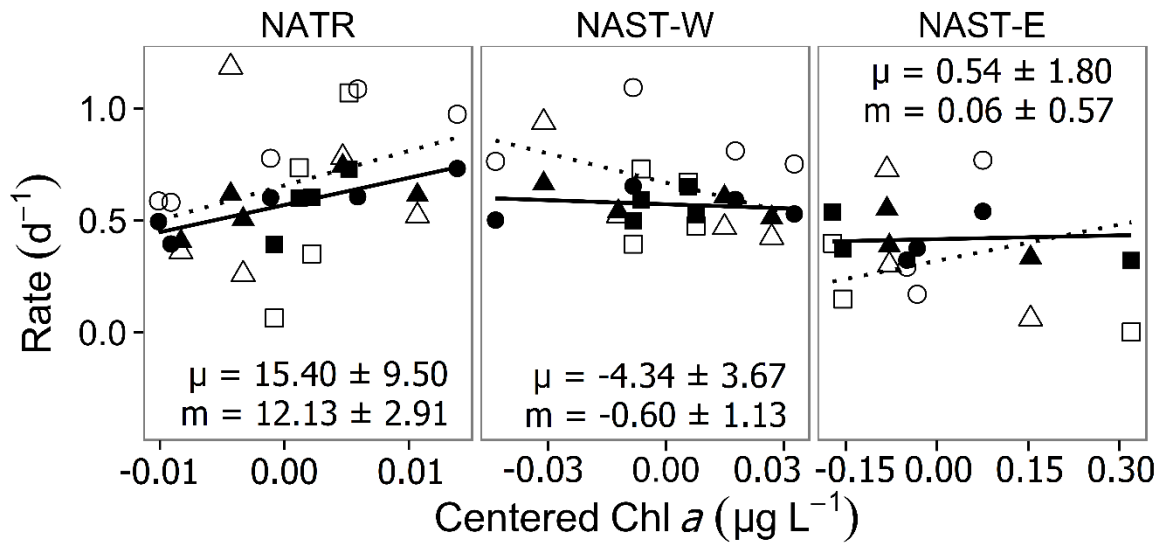 NATR NAST-W NAST-E
μ = 0.54 ± 1.80
m = 0.06 ± 0.57
1.0
0.5
0.0
Rate (d⁻¹)
μ = 15.40 ± 9.50 μ = -4.34 ± 3.67
m = 12.13 ± 2.91 m = -0.60 ± 1.13
-0.01 0.00 0.01 -0.03 0.00 0.03 -0.15 0.00 0.15 0.30
Centered Chl a (μg L⁻¹)